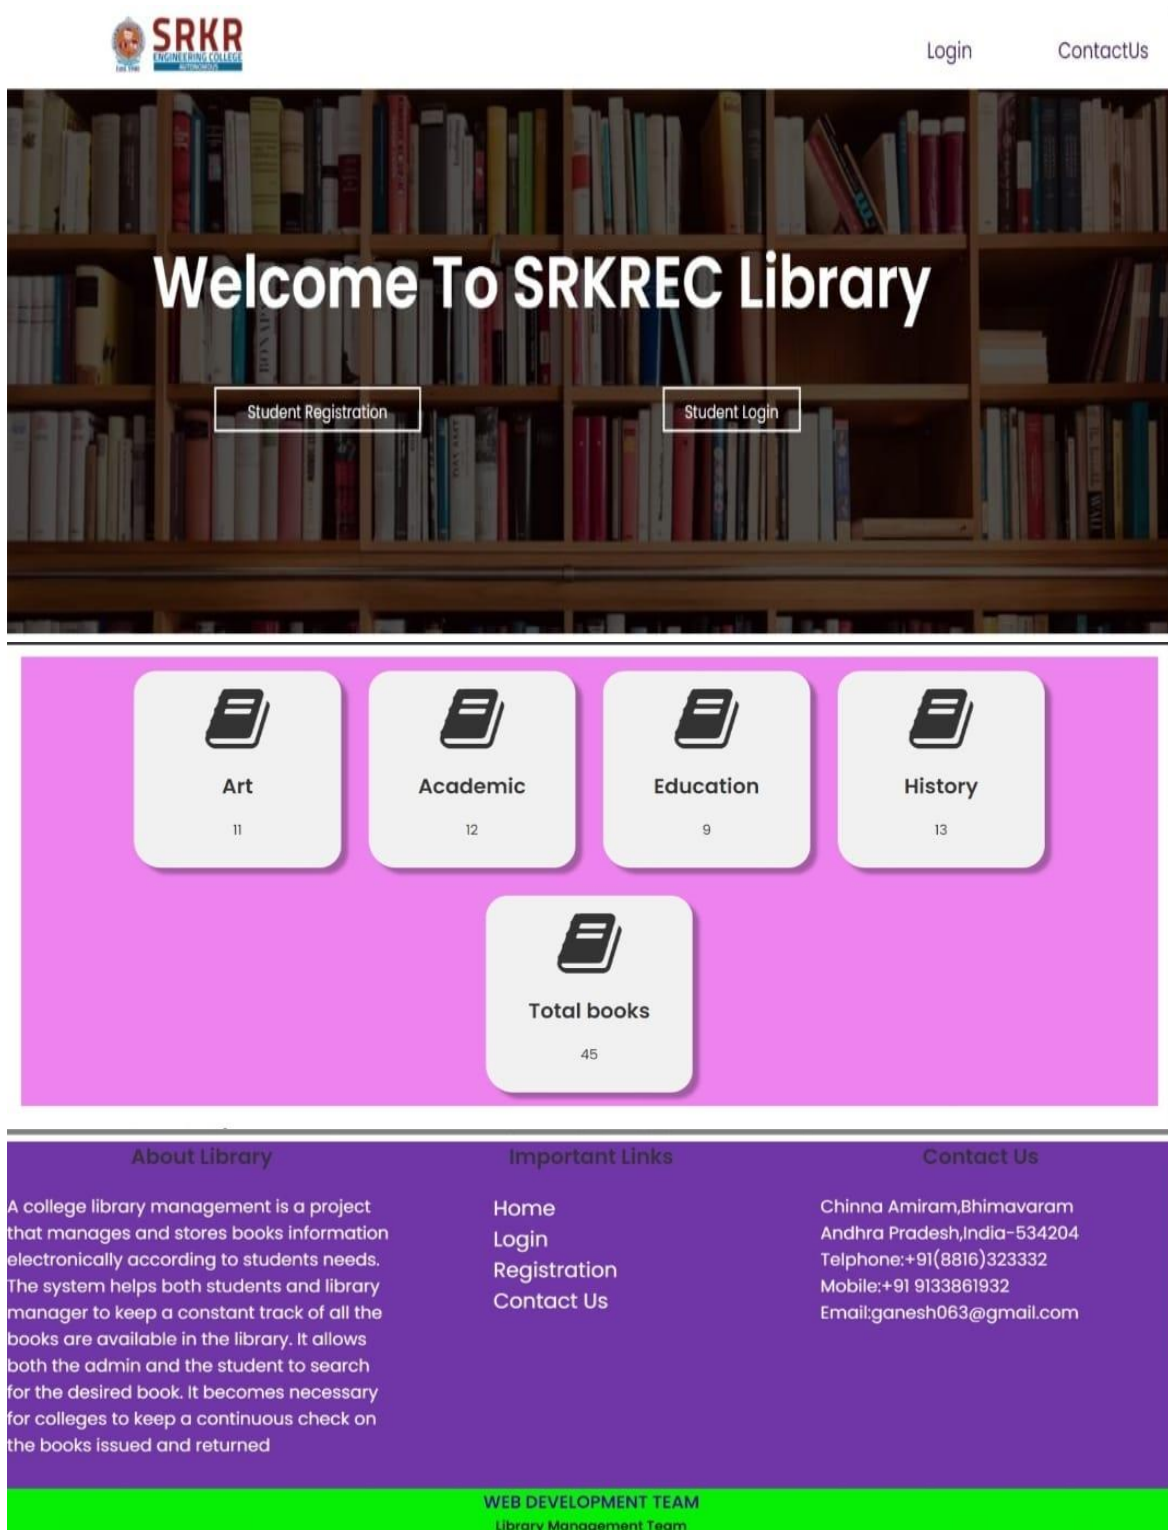 SRKR
ENGINEERING COLLEGE
AUTONOMOUS
Login
ContactUs
Welcome To SRKREC Library
Student Registration
Student Login
Art
11
Academic
12
Education
9
History
13
Total books
45
About Library
A college library management is a project
that manages and stores books information
electronically according to students needs.
The system helps both students and library
manager to keep a constant track of all the
books are available in the library. It allows
both the admin and the student to search
for the desired book. It becomes necessary
for colleges to keep a continuous check on
the books issued and returned
Important Links
Home
Login
Registration
Contact Us
Contact Us
Chinna Amiram,Bhimavaram
Andhra Pradesh,India-534204
Telphone:+91(8816)323332
Mobile:+91 9133861932
Email:ganesh063@gmail.com
WEB DEVELOPMENT TEAM
Library Management Team